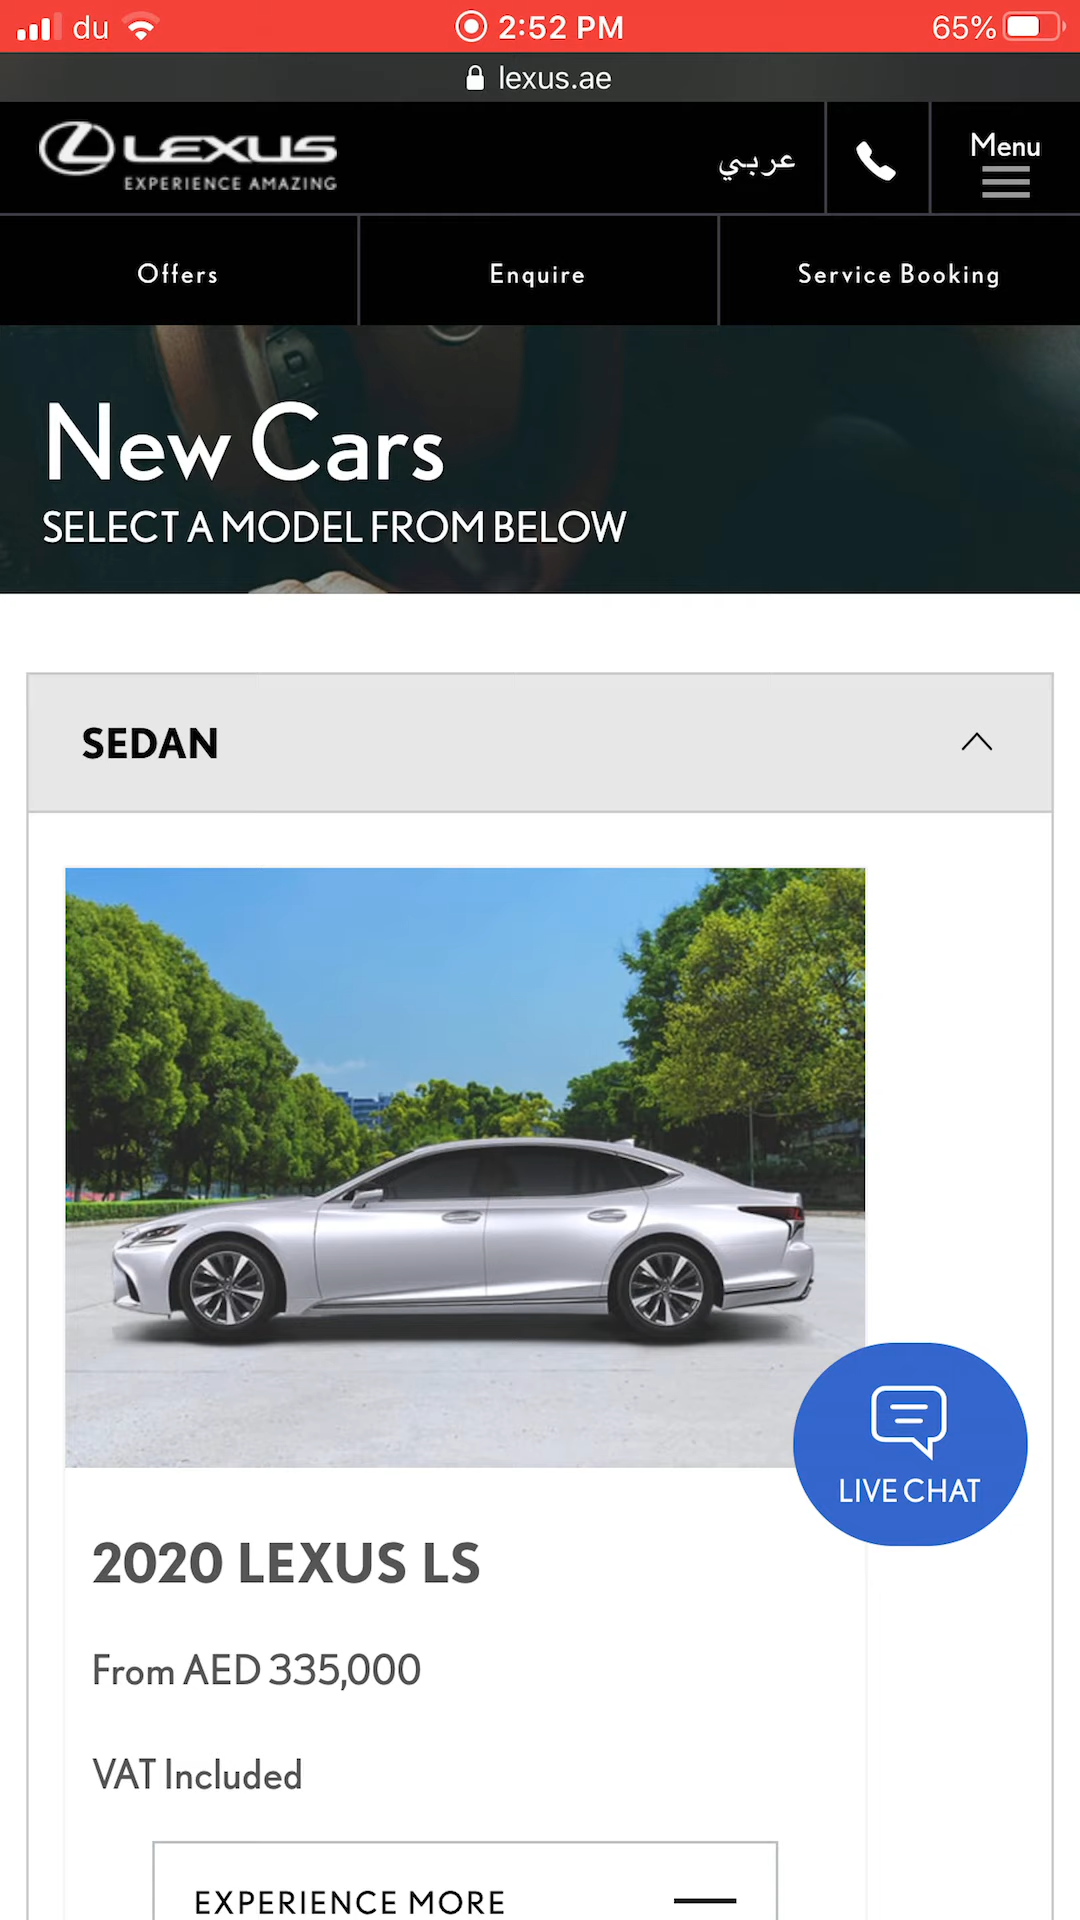 du 2:52 PM 65%
lexus.ae
LEXUS
EXPERIENCE AMAZING
عربي
Menu
Offers Enquire Service Booking
New Cars
SELECT A MODEL FROM BELOW
SEDAN
LIVE CHAT
2020 LEXUS LS
From AED 335,000
VAT Included
EXPERIENCE MORE